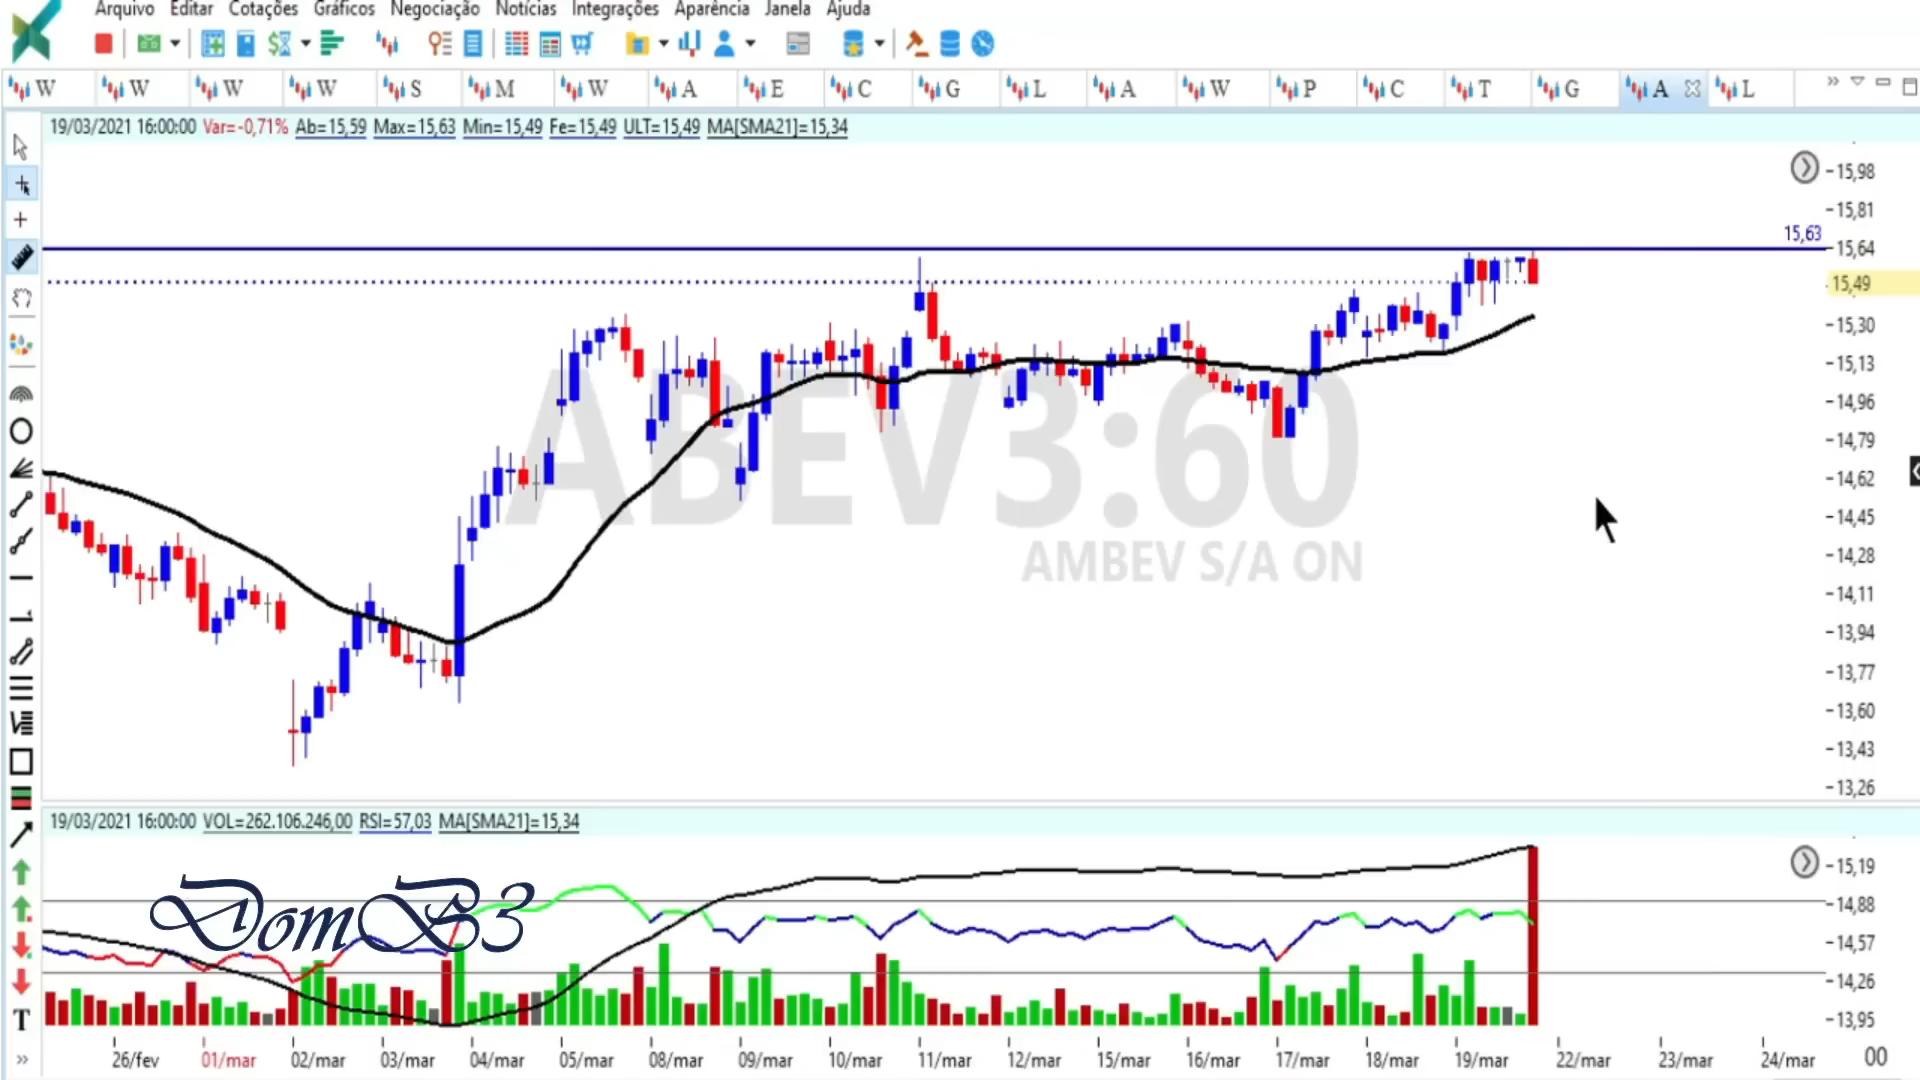 Arquivo Editar Cotações Gráficos Negociação Notícias Integrações Aparência Janela Ajuda
W W W W S M W A E C G L A W P C T G A L
19/03/2021 16:00:00 Var=-0,71% Ab=15,59 Max=15,63 Min=15,49 Fe=15,49 ULT=15,49 MA[SMA21]=15,34
15,98
15,81
15,63
15,64
15,49
15,30
15,13
14,96
14,79
14,62
14,45
14,28
14,11
13,94
13,77
13,60
13,43
13,26
ABEV3:60
AMBEV S/A ON
19/03/2021 16:00:00 VOL=262.106.246,00 RSI=57,03 MA[SMA21]=15,34
15,19
14,88
14,57
14,26
13,95
DomB3
T
26/fev 01/mar 02/mar 03/mar 04/mar 05/mar 08/mar 09/mar 10/mar 11/mar 12/mar 15/mar 16/mar 17/mar 18/mar 19/mar 22/mar 23/mar 24/mar 00